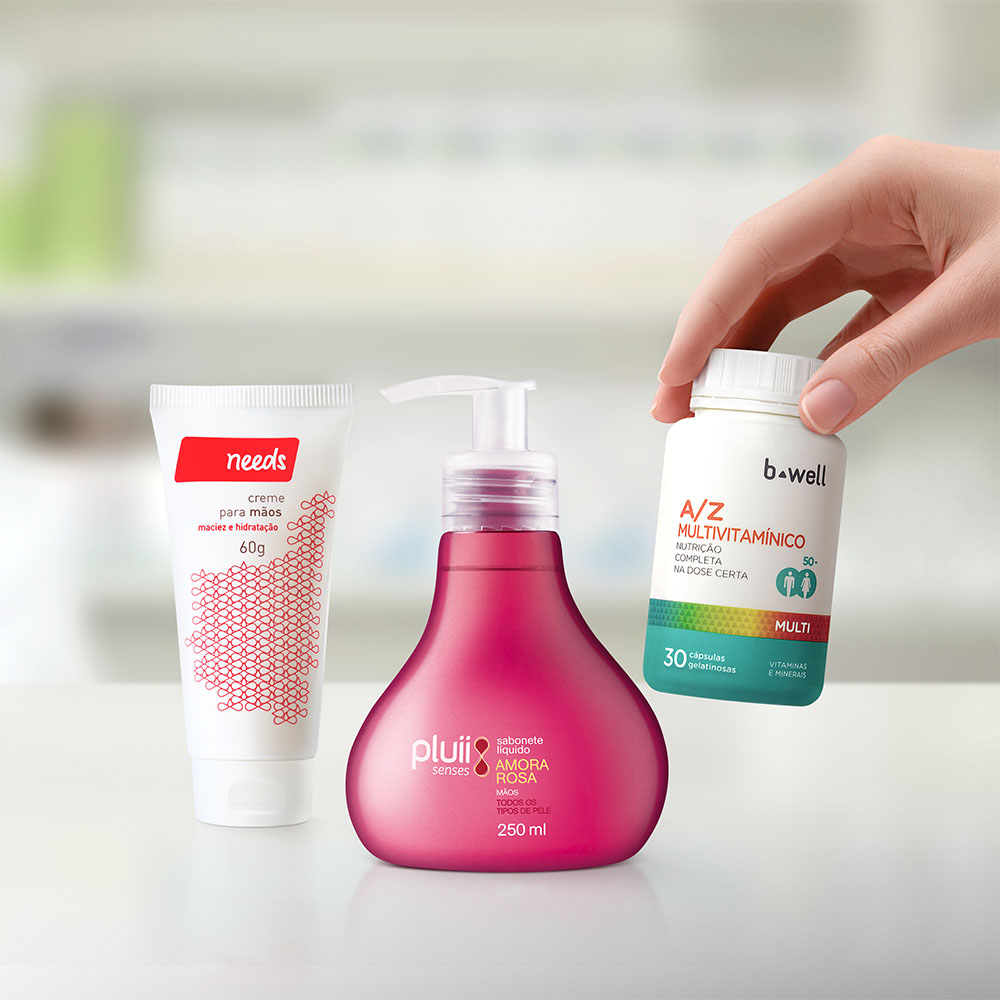 needs
creme
para mãos
maciez e hidratação
60g
pluii
senses
sabonete
líquido
AMORA
ROSA
MÃOS
TODOS OS
TIPOS DE PELE
250 ml
b well
A/Z
MULTIVITAMÍNICO
NUTRIÇÃO
COMPLETA
NA DOSE CERTA
50-
MULTI
30 cápsulas
gelatinosas
VITAMINAS
E MINERAIS